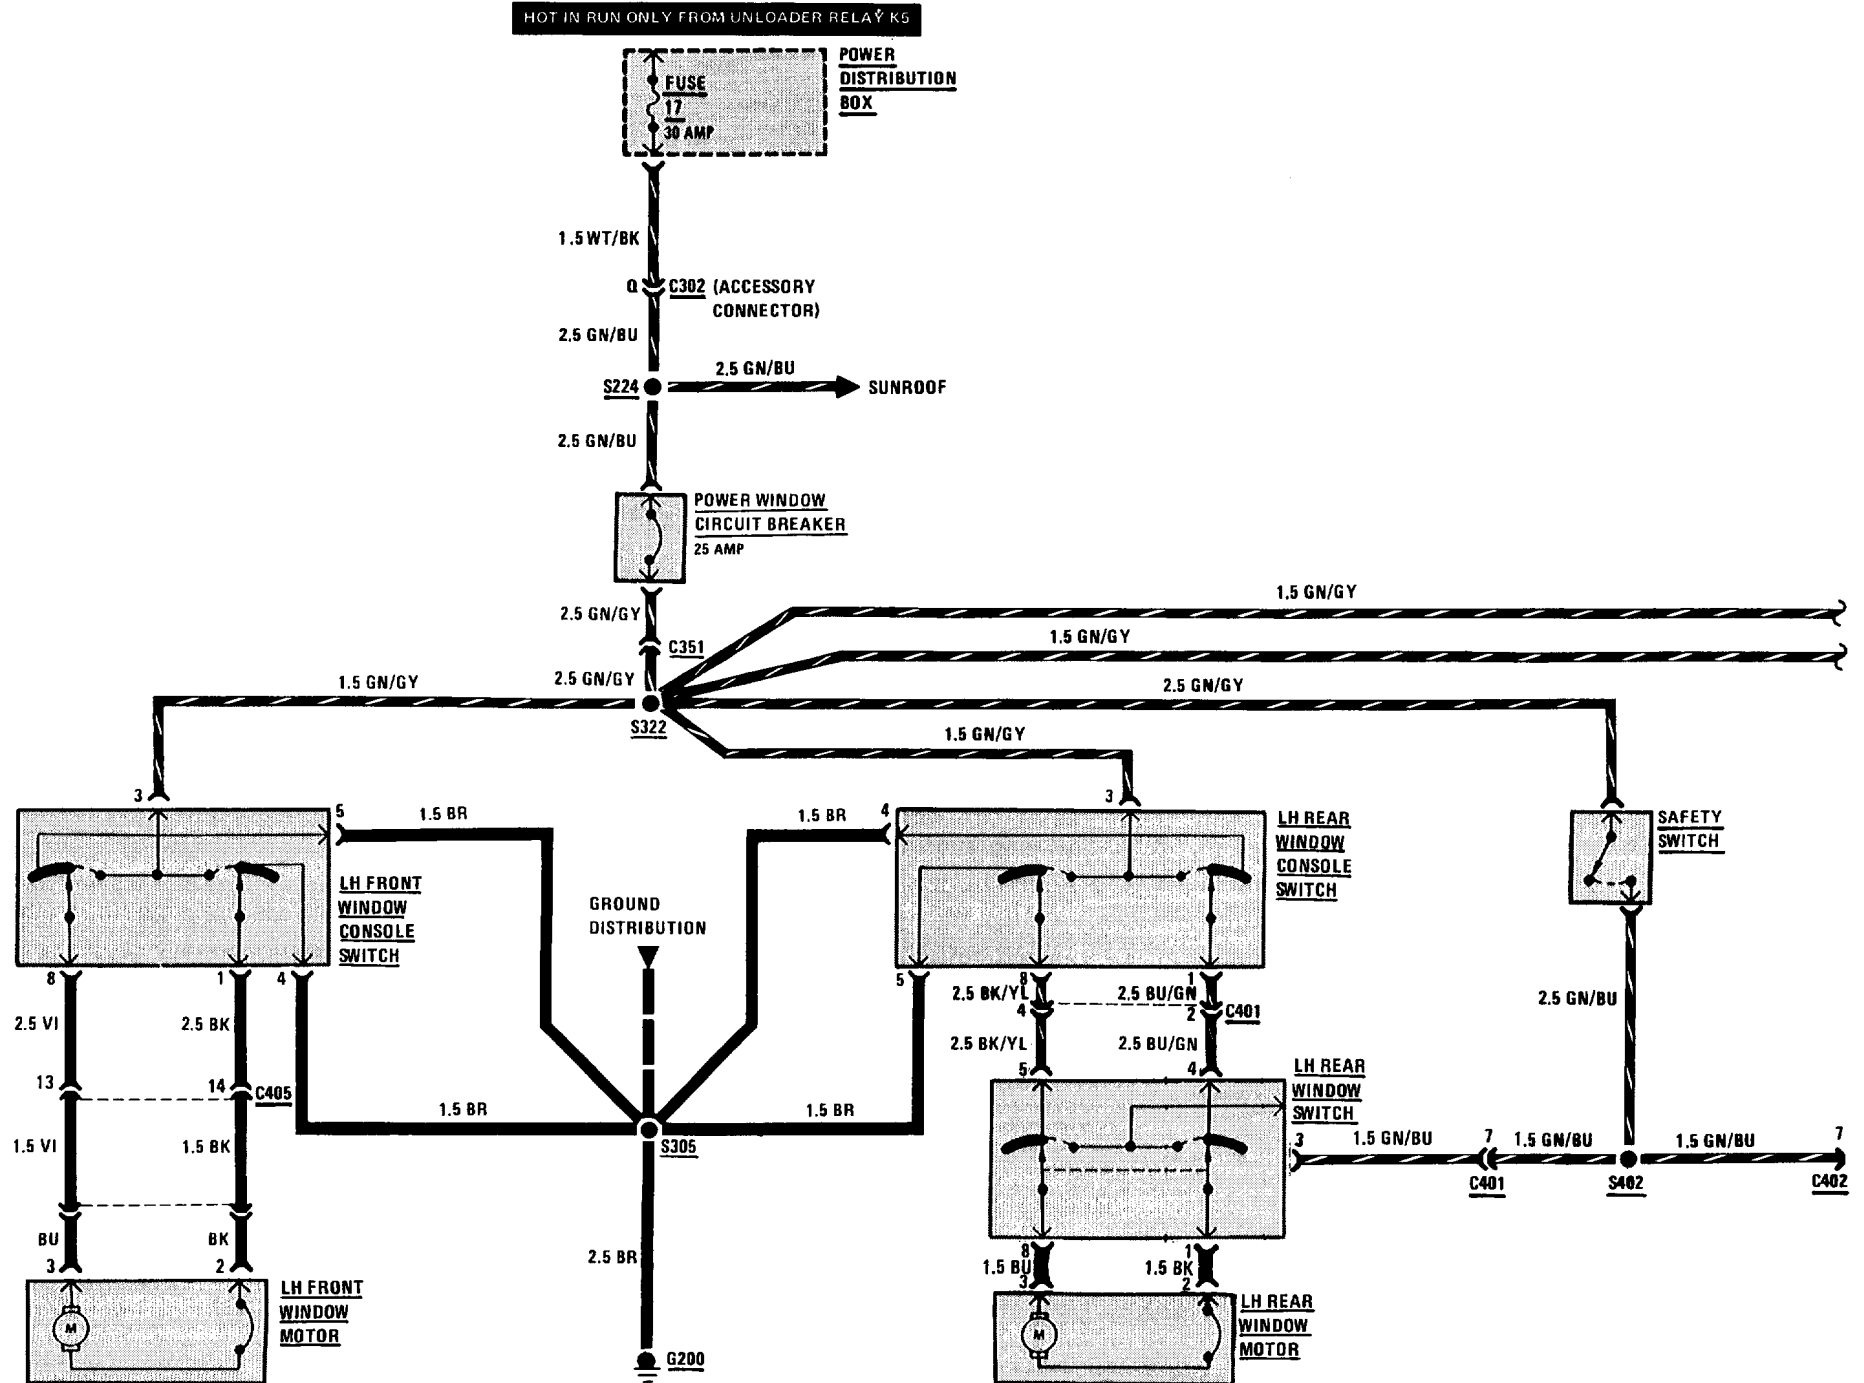 HOT IN RUN ONLY FROM UNLOADER RELAY K5
POWER
DISTRIBUTION
BOX
FUSE
17
30 AMP
1.5 WT/BK
Q
C302
(ACCESSORY
CONNECTOR)
2.5 GN/BU
S224
2.5 GN/BU
SUNROOF
2.5 GN/BU
POWER WINDOW
CIRCUIT BREAKER
25 AMP
2.5 GN/GY
C351
2.5 GN/GY
S322
1.5 GN/GY
1.5 GN/GY
1.5 GN/GY
2.5 GN/GY
1.5 GN/GY
3
5
1.5 BR
LH FRONT
WINDOW
CONSOLE
SWITCH
8
1
4
2.5 VI
2.5 BK
13
14
C405
1.5 VI
1.5 BK
BU
BK
3
2
LH FRONT
WINDOW
MOTOR
M
GROUND
DISTRIBUTION
1.5 BR
1.5 BR
1.5 BR
S305
2.5 BR
G200
4
3
LH REAR
WINDOW
CONSOLE
SWITCH
5
8
1
2.5 BK/YL
2.5 BU/GN
4
2
C401
2.5 BK/YL
2.5 BU/GN
5
4
LH REAR
WINDOW
SWITCH
3
8
1
1.5 BU
1.5 BK
3
2
LH REAR
WINDOW
MOTOR
M
SAFETY
SWITCH
2.5 GN/BU
1.5 GN/BU
7
C401
1.5 GN/BU
S402
1.5 GN/BU
7
C402